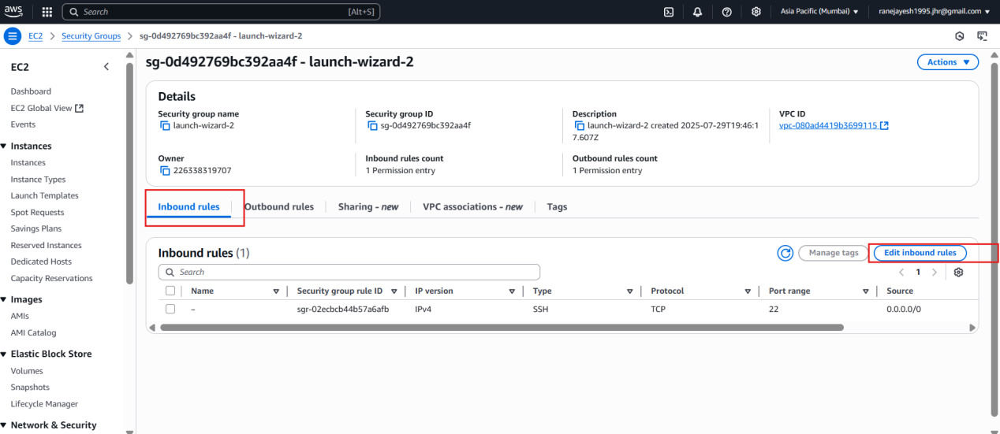 aws Search [Alt+S] Asia Pacific (Mumbai) ranejayesh1995.jhr@gmail.com
EC2 > Security Groups > sg-0d492769bc392aa4f - launch-wizard-2
EC2
Dashboard
EC2 Global View
Events
Instances
Instances
Instance Types
Launch Templates
Spot Requests
Savings Plans
Reserved Instances
Dedicated Hosts
Capacity Reservations
Images
AMIs
AMI Catalog
Elastic Block Store
Volumes
Snapshots
Lifecycle Manager
Network & Security
sg-0d492769bc392aa4f - launch-wizard-2
Actions
Details
Security group name
launch-wizard-2
Security group ID
sg-0d492769bc392aa4f
Description
launch-wizard-2 created 2025-07-29T19:46:1
7.607Z
VPC ID
vpc-080ad4419b3699115
Owner
226338319707
Inbound rules count
1 Permission entry
Outbound rules count
1 Permission entry
Inbound rules Outbound rules Sharing - new VPC associations - new Tags
Inbound rules (1)
Manage tags Edit inbound rules
Search
1
Name Security group rule ID IP version Type Protocol Port range Source
– sgr-02ecbcb44b57a6afb IPv4 SSH TCP 22 0.0.0.0/0